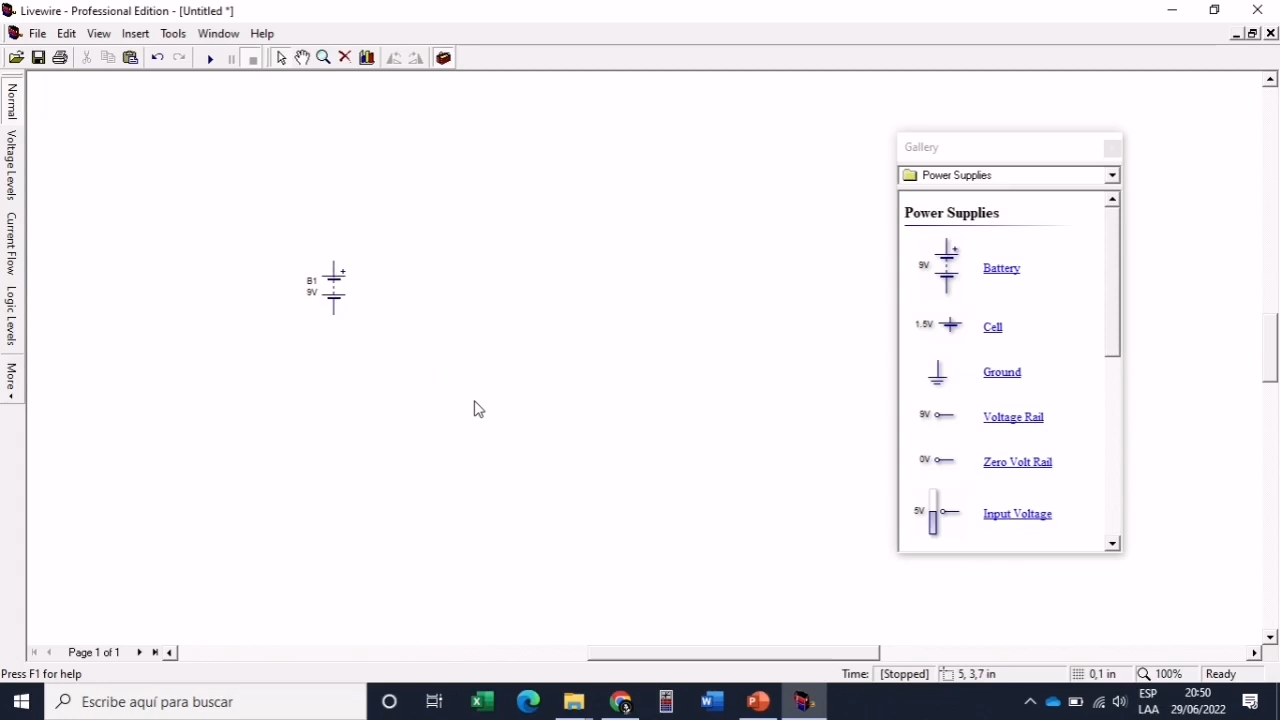 Livewire - Professional Edition - [Untitled *]
File Edit View Insert Tools Window Help
Normal
Voltage Levels
Current Flow
Logic Levels
More
B1
9V
Gallery
Power Supplies
Power Supplies
9V Battery
1.5V Cell
Ground
9V Voltage Rail
0V Zero Volt Rail
5V Input Voltage
Page 1 of 1
Press F1 for help
Time: [Stopped] 5, 3,7 in 0,1 in 100% Ready
Escribe aquí para buscar
ESP
LAA
20:50
29/06/2022